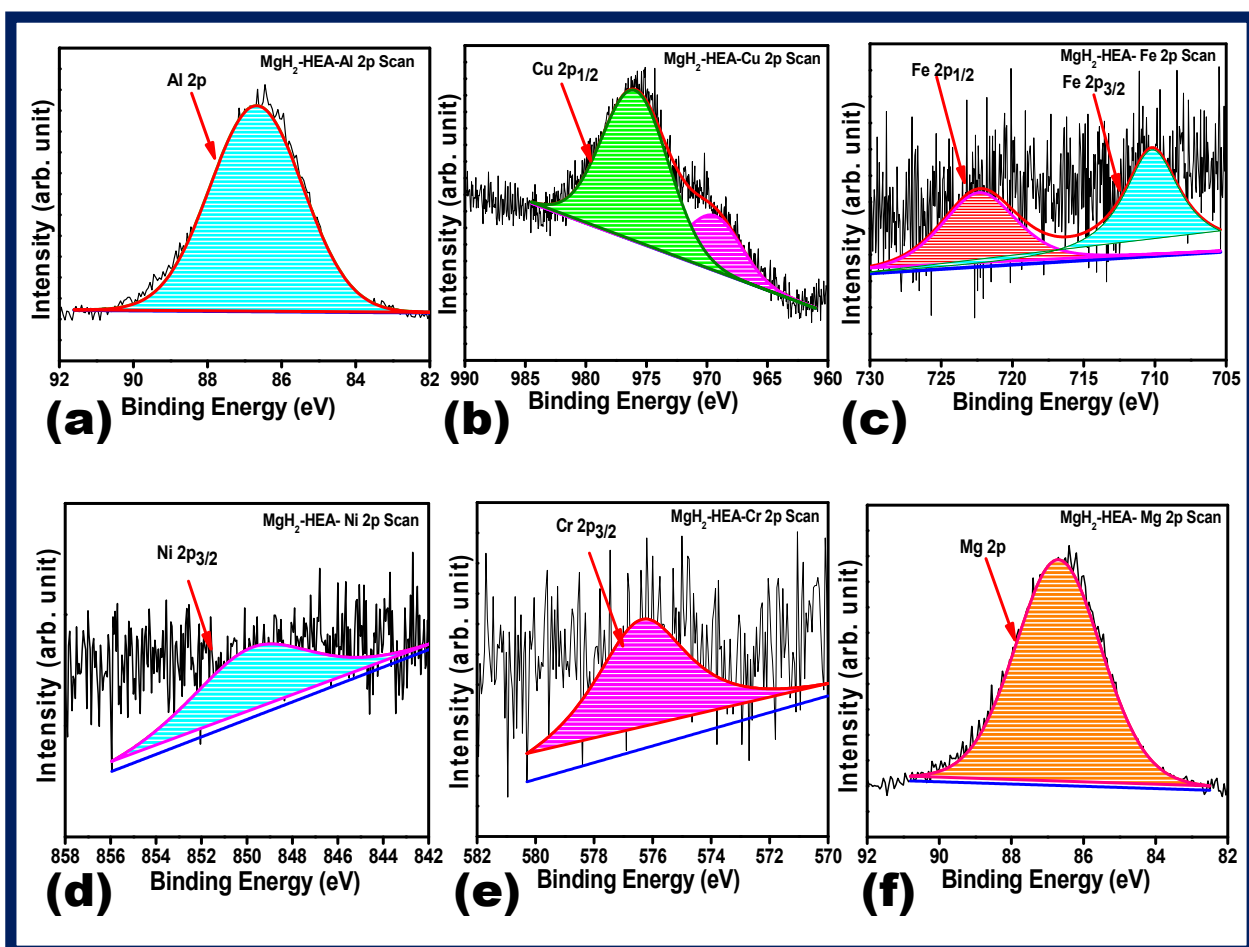 MgH₂-HEA-Al 2p Scan
Al 2p
Intensity (arb. unit)
92 90 88 86 84 82
Binding Energy (eV)
(a)
MgH₂-HEA-Cu 2p Scan
Cu 2p₁/₂
Intensity (arb. unit)
990 985 980 975 970 965 960
Binding Energy (eV)
(b)
MgH₂-HEA- Fe 2p Scan
Fe 2p₁/₂
Fe 2p₃/₂
Intensity (arb. unit)
730 725 720 715 710 705
Binding Energy (eV)
(c)
MgH₂-HEA- Ni 2p Scan
Ni 2p₃/₂
Intensity (arb. unit)
858 856 854 852 850 848 846 844 842
Binding Energy (eV)
(d)
MgH₂-HEA-Cr 2p Scan
Cr 2p₃/₂
Intensity (arb. unit)
582 580 578 576 574 572 570
Binding Energy (eV)
(e)
MgH₂-HEA- Mg 2p Scan
Mg 2p
Intensity (arb. unit)
92 90 88 86 84 82
Binding Energy (eV)
(f)